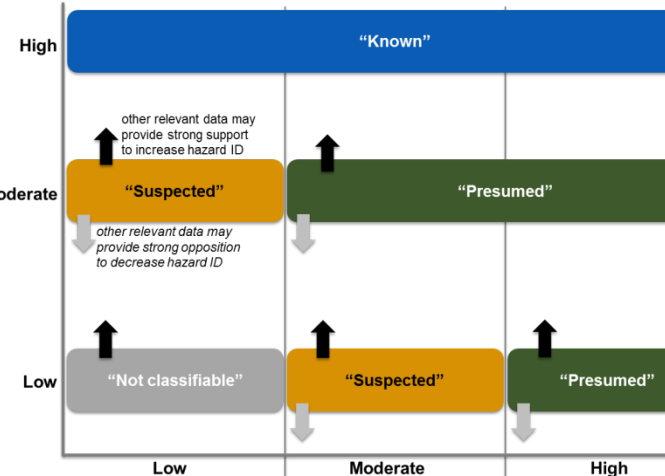 High
“Known”
other relevant data may
provide strong support
to increase hazard ID
oderate
“Suspected”
“Presumed”
other relevant data may
provide strong opposition
to decrease hazard ID
Low
“Not classifiable”
“Suspected”
“Presumed”
Low
Moderate
High